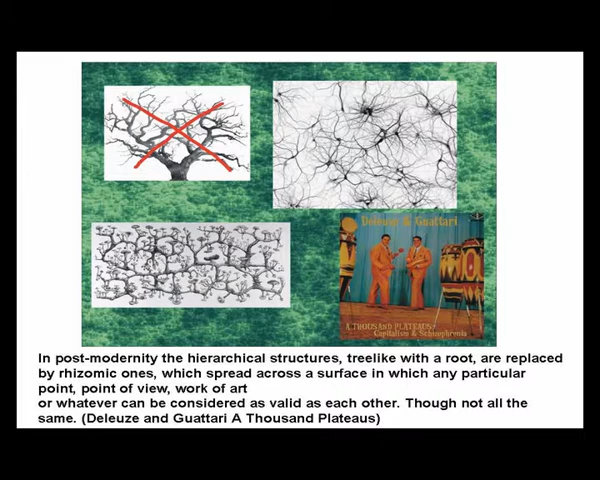 Deleuze & Guattari
A THOUSAND PLATEAUS:
Capitalism & Schizophrenia
In post-modernity the hierarchical structures, treelike with a root, are replaced
by rhizomic ones, which spread across a surface in which any particular
point, point of view, work of art
or whatever can be considered as valid as each other. Though not all the
same. (Deleuze and Guattari A Thousand Plateaus)